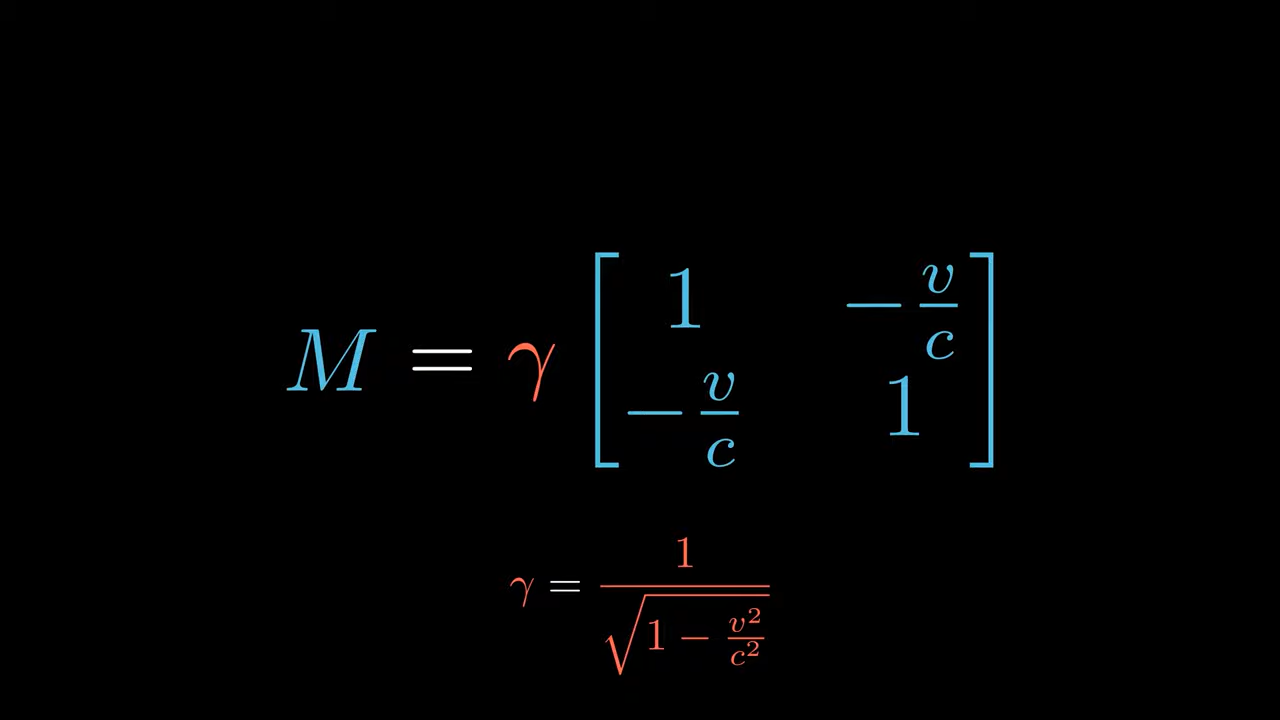 M = γ [ 1 −v/c ; −v/c 1 ]
γ = 1/√(1 − v²/c²)